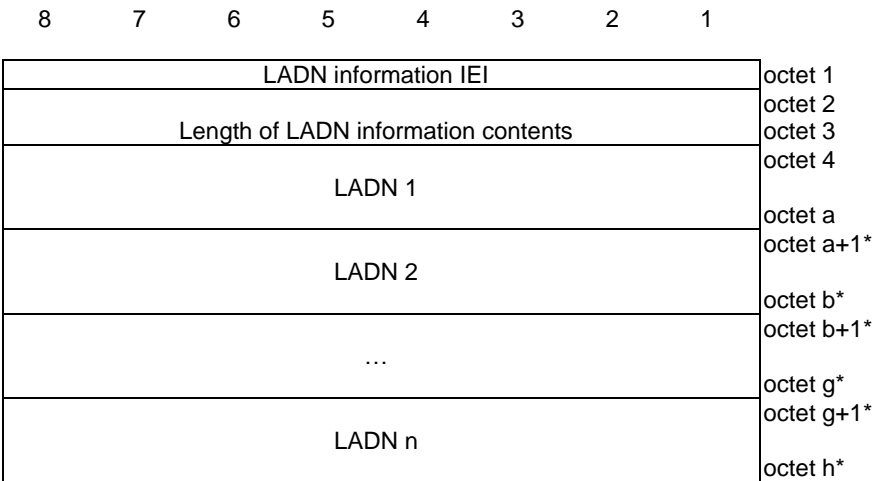 8 7 6 5 4 3 2 1
LADN information IEI octet 1
octet 2
Length of LADN information contents octet 3
octet 4
LADN 1
octet a
octet a+1*
LADN 2
octet b*
octet b+1*
…
octet g*
octet g+1*
LADN n
octet h*